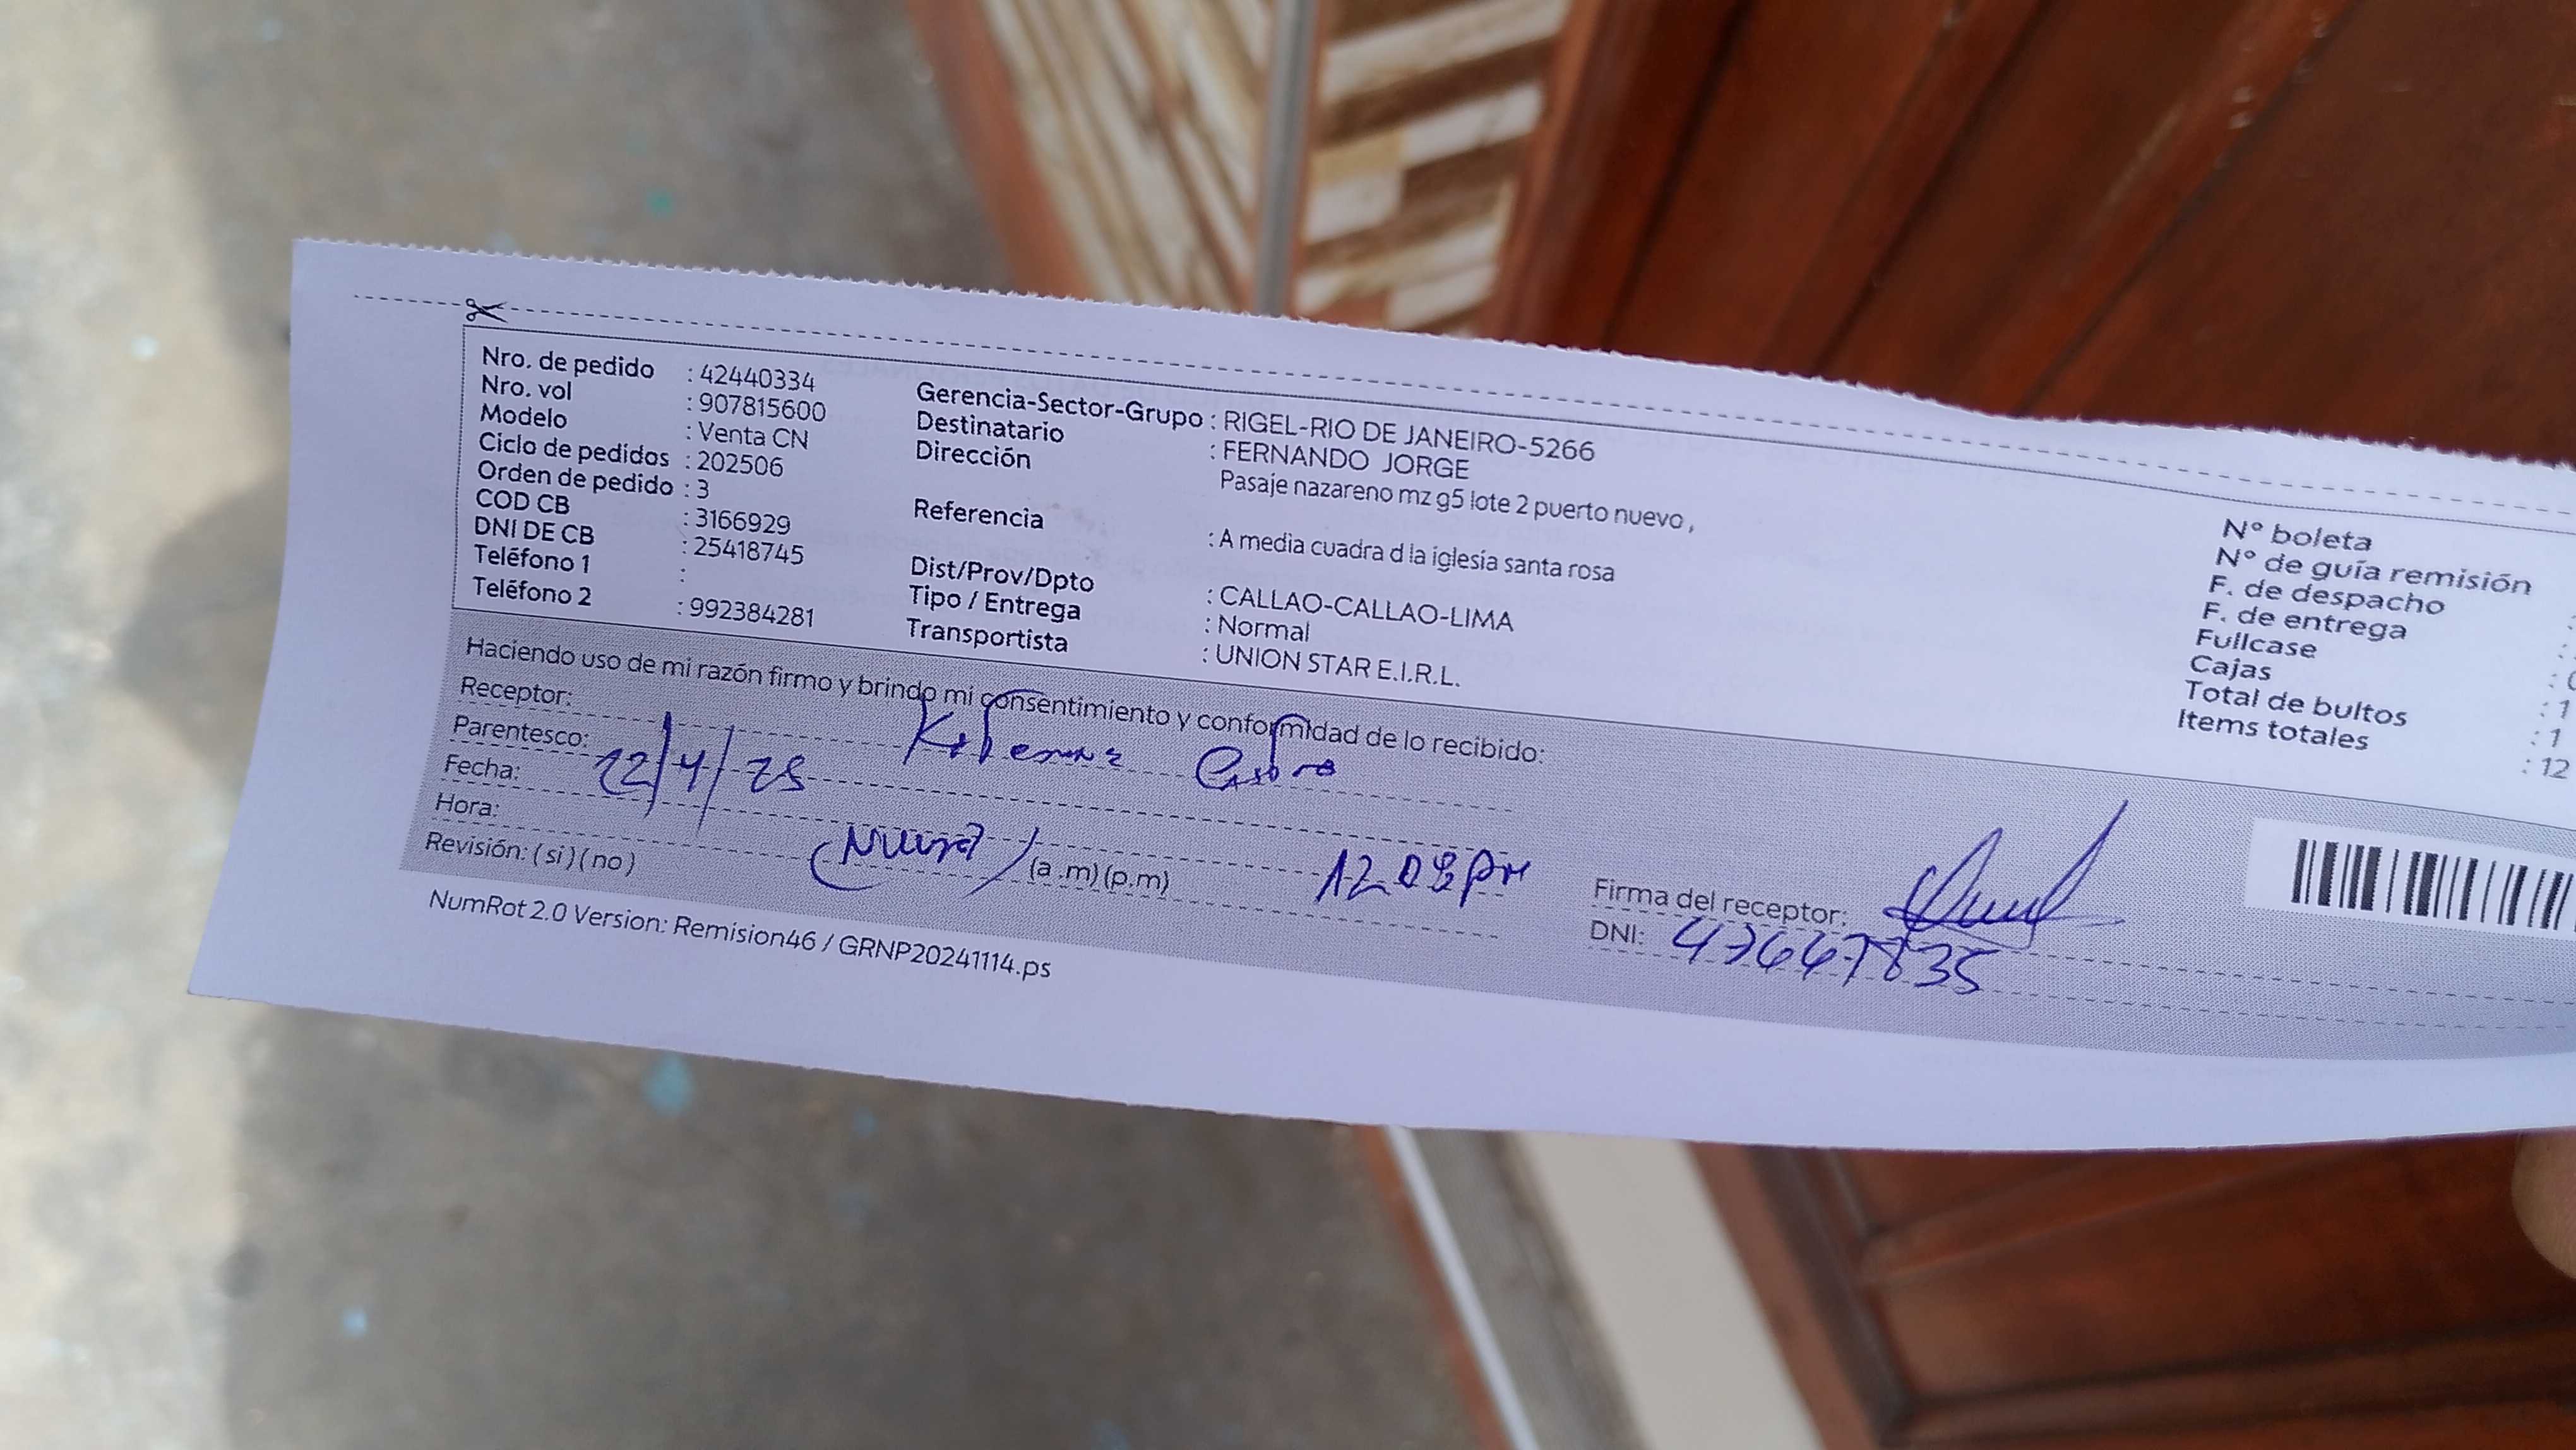 Nro. de pedido : 42440334
Nro. vol : 907815600
Modelo : Venta CN
Ciclo de pedidos : 202506
Orden de pedido : 3
COD CB : 3166929
DNI DE CB : 25418745
Teléfono 1 :
Teléfono 2 : 992384281
Gerencia-Sector-Grupo : RIGEL-RIO DE JANEIRO-5266
Destinatario : FERNANDO JORGE
Dirección Pasaje nazareno mz g5 lote 2 puerto nuevo ,
Referencia : A media cuadra d la iglesia santa rosa
Dist/Prov/Dpto : CALLAO-CALLAO-LIMA
Tipo / Entrega : Normal
Transportista : UNION STAR E.I.R.L.
N° boleta
N° de guía remisión
F. de despacho
F. de entrega
Fullcase
Cajas : 1
Total de bultos : 1
Items totales : 12
Haciendo uso de mi razón firmo y brindo mi consentimiento y conformidad de lo recibido:
Receptor:
Parentesco:
Fecha: 22/4/25
Hora: (a .m) (p.m)
Revisión: ( si ) ( no )
Firma del receptor:
DNI: 47667835
NumRot 2.0 Version: Remision46 / GRNP20241114.ps